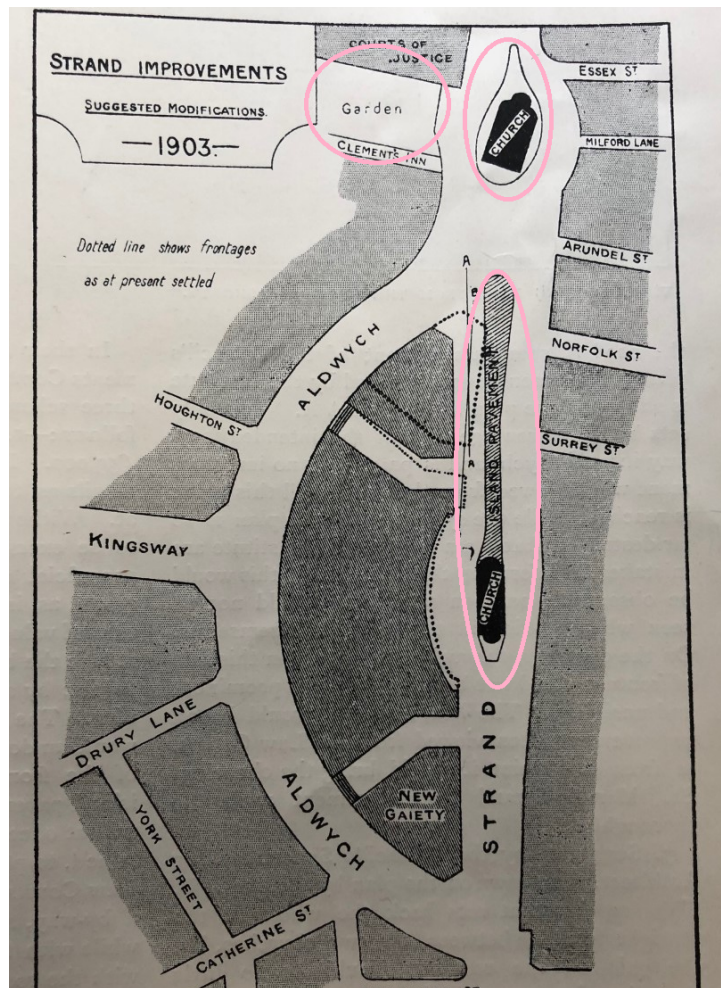 STRAND IMPROVEMENTS
SUGGESTED MODIFICATIONS.
—1903.—
COURTS OF
JUSTICE
Garden
CLEMENTS INN
CHURCH
ESSEX ST
MILFORD LANE
Dotted line shows frontages
as at present settled
ARUNDEL ST
A
B
NORFOLK ST
ALDWYCH
ISLAND PAVEMENT
HOUGHTON ST
SURREY ST
A
KINGSWAY
CHURCH
DRURY LANE
STRAND
ALDWYCH
NEW
GAIETY
YORK STREET
CATHERINE ST